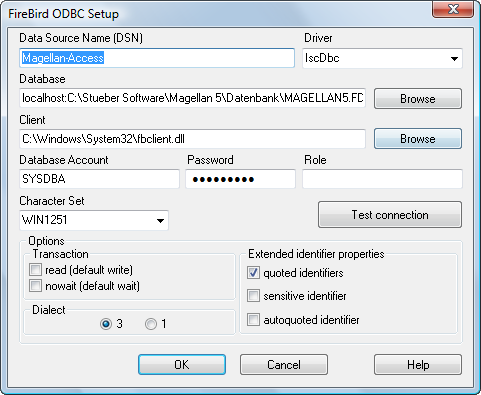 FireBird ODBC Setup
Data Source Name (DSN) Driver
Magellan-Access IscDbc
Database
localhost:C:\Stueber Software\Magellan 5\Datenbank\MAGELLAN5.FD Browse
Client
C:\Windows\System32\fbclient.dll Browse
Database Account Password Role
SYSDBA •••••••••
Character Set
WIN1251 Test connection
Options
Transaction Extended identifier properties
read (default write) quoted identifiers
nowait (default wait) sensitive identifier
Dialect autoquoted identifier
3 1
OK Cancel Help